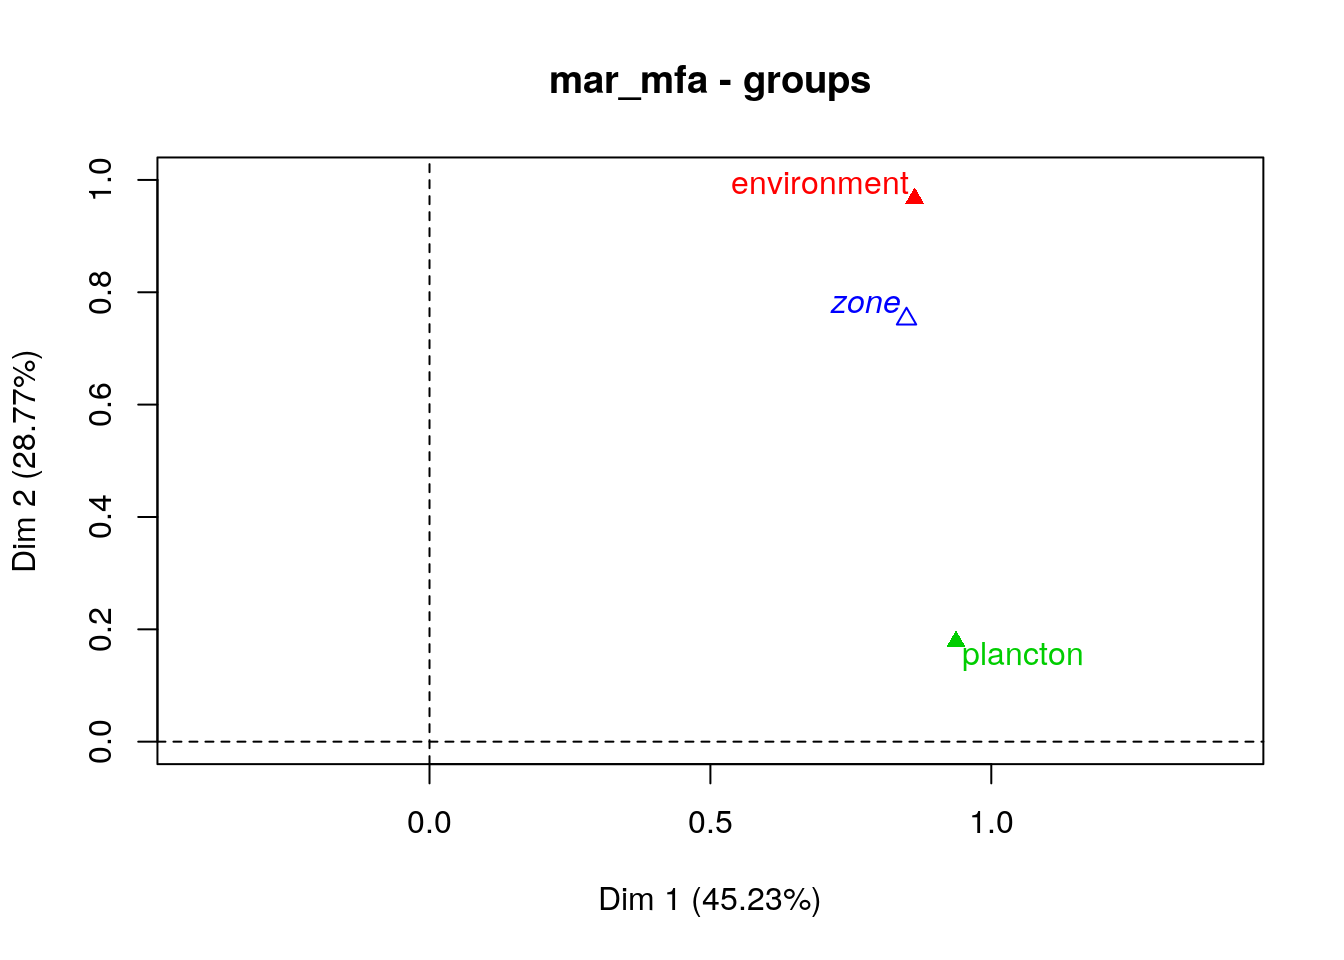 mar_mfa - groups
1.0
0.8
0.6
0.4
0.2
0.0
Dim 2 (28.77%)
environment
zone
plancton
0.0 0.5 1.0
Dim 1 (45.23%)